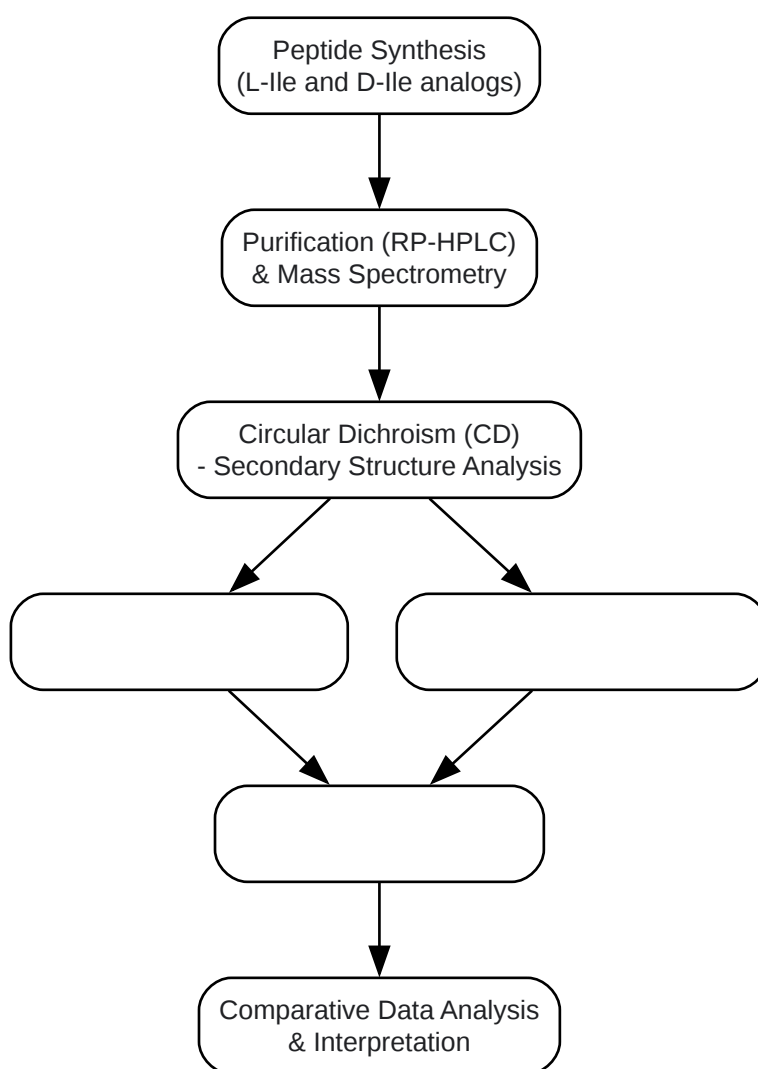 Peptide Synthesis
(L-Ile and D-Ile analogs)
Purification (RP-HPLC)
& Mass Spectrometry
Circular Dichroism (CD)
- Secondary Structure Analysis
Comparative Data Analysis
& Interpretation